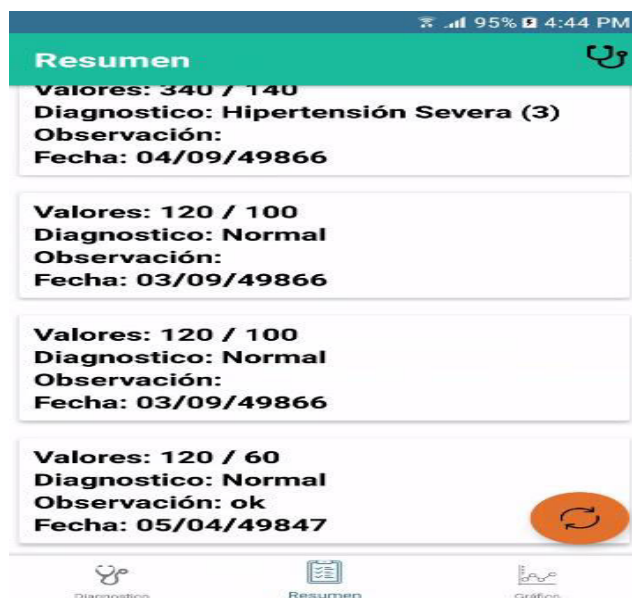 95% 4:44 PM
Resumen
Valores: 340 / 140
Diagnostico: Hipertensión Severa (3)
Observación:
Fecha: 04/09/49866
Valores: 120 / 100
Diagnostico: Normal
Observación:
Fecha: 03/09/49866
Valores: 120 / 100
Diagnostico: Normal
Observación:
Fecha: 03/09/49866
Valores: 120 / 60
Diagnostico: Normal
Observación: ok
Fecha: 05/04/49847
Diagnostico Resumen Gráfico